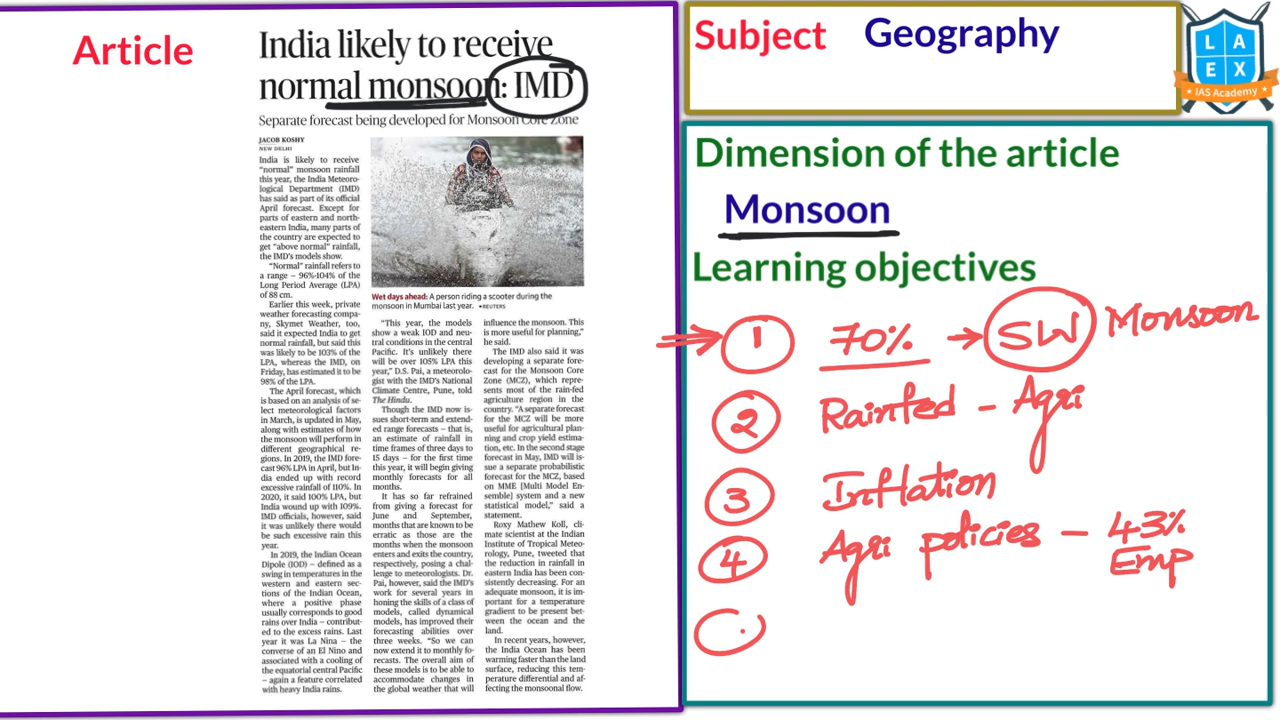 Article
India likely to receive
normal monsoon: IMD
Separate forecast being developed for Monsoon Core Zone
JACOB KOSHY
NEW DELHI
India is likely to receive
“normal” monsoon rainfall
this year, the India Meteoro-
logical Department (IMD)
has said as part of its official
April forecast. Except for
parts of eastern and north-
eastern India, many parts of
the country are expected to
get “above normal” rainfall,
the IMD's models show.
“Normal” rainfall refers to
a range – 96%-104% of the
Long Period Average (LPA)
of 88 cm.
Earlier this week, private
weather forecasting compa-
ny, Skymet Weather, too,
said it expected India to get
normal rainfall, but said this
was likely to be 103% of the
LPA, whereas the IMD, on
Friday, has estimated it to be
98% of the LPA.
The April forecast, which
is based on an analysis of se-
lect meteorological factors
in March, is updated in May,
along with estimates of how
the monsoon will perform in
different geographical re-
gions. In 2019, the IMD fore-
cast 96% LPA in April, but In-
dia ended up with record
excessive rainfall of 110%. In
2020, it said 100% LPA, but
India wound up with 109%.
IMD officials, however, said
it was unlikely there would
be such excessive rain this
year.
In 2019, the Indian Ocean
Dipole (IOD) – defined as a
swing in temperatures in the
western and eastern sec-
tions of the Indian Ocean,
where a positive phase
usually corresponds to good
rains over India – contribut-
ed to the excess rains. Last
year it was La Nina – the
converse of an El Nino and
associated with a cooling of
the equatorial central Pacific
– again a feature correlated
with heavy India rains.
Wet days ahead: A person riding a scooter during the
monsoon in Mumbai last year. ▪REUTERS
“This year, the models
show a weak IOD and neu-
tral conditions in the central
Pacific. It's unlikely there
will be over 105% LPA this
year,” D.S. Pai, a meteorolo-
gist with the IMD's National
Climate Centre, Pune, told
The Hindu.
Though the IMD now is-
sues short-term and extend-
ed range forecasts – that is,
an estimate of rainfall in
time frames of three days to
15 days – for the first time
this year, it will begin giving
monthly forecasts for all
months.
It has so far refrained
from giving a forecast for
June and September,
months that are known to be
erratic as those are the
months when the monsoon
enters and exits the country,
respectively, posing a chal-
lenge to meteorologists. Dr.
Pai, however, said the IMD's
work for several years in
honing the skills of a class of
models, called dynamical
models, has improved their
forecasting abilities over
three weeks. “So we can
now extend it to monthly fo-
recasts. The overall aim of
these models is to be able to
accommodate changes in
the global weather that will
influence the monsoon. This
is more useful for planning,”
he said.
The IMD also said it was
developing a separate fore-
cast for the Monsoon Core
Zone (MCZ), which repre-
sents most of the rain-fed
agriculture region in the
country. “A separate forecast
for the MCZ will be more
useful for agricultural plan-
ning and crop yield estima-
tion, etc. In the second stage
forecast in May, IMD will is-
sue a separate probabilistic
forecast for the MCZ, based
on MME [Multi Model En-
semble] system and a new
statistical model,” said a
statement.
Roxy Mathew Koll, cli-
mate scientist at the Indian
Institute of Tropical Meteo-
rology, Pune, tweeted that
the reduction in rainfall in
eastern India has been con-
sistently decreasing. For an
adequate monsoon, it is im-
portant for a temperature
gradient to be present bet-
ween the ocean and the
land.
In recent years, however,
the India Ocean has been
warming faster than the land
surface, reducing this tem-
perature differential and af-
fecting the monsoonal flow.
Subject Geography
LAEX
IAS Academy
Dimension of the article
Monsoon
Learning objectives
1 70% → SW Monsoon
2 Rainfed - Agri
3 Inflation
4 Agri policies - 43%
Emp